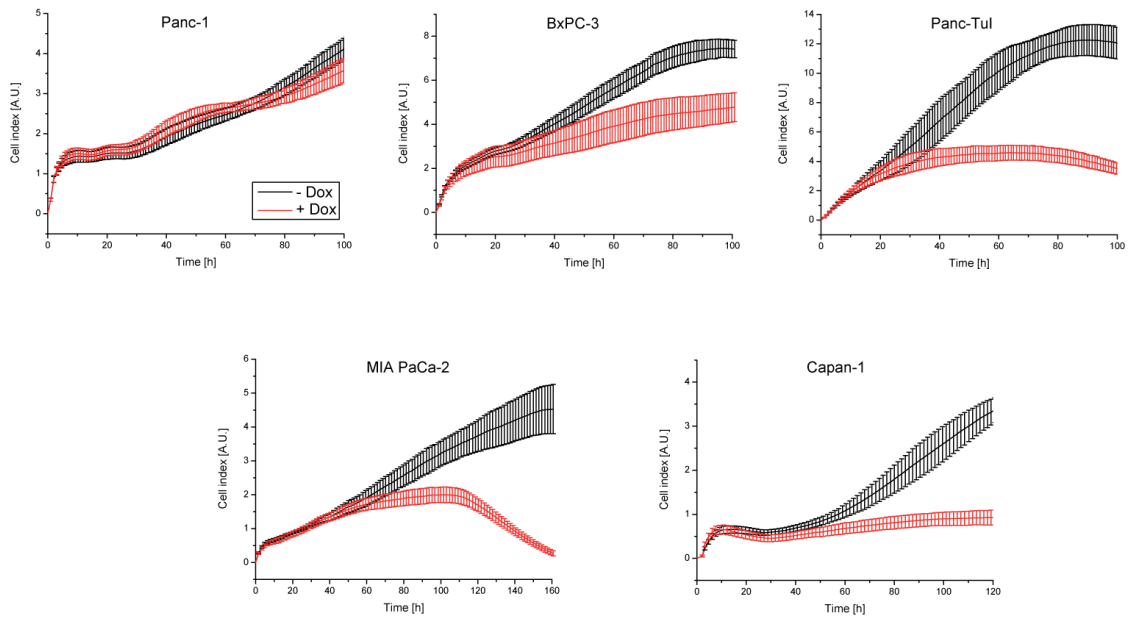 Panc-1
BxPC-3
Panc-TuI
5
4
3
2
1
0
Cell index [A.U.]
- Dox
+ Dox
0 20 40 60 80 100
Time [h]
8
6
4
2
0
Cell index [A.U.]
0 20 40 60 80 100
Time [h]
14
12
10
8
6
4
2
0
Cell index [A.U.]
0 20 40 60 80 100
Time [h]
MIA PaCa-2
Capan-1
6
5
4
3
2
1
0
Cell index [A.U.]
0 20 40 60 80 100 120 140 160
Time [h]
4
3
2
1
0
Cell index [A.U.]
0 20 40 60 80 100 120
Time [h]